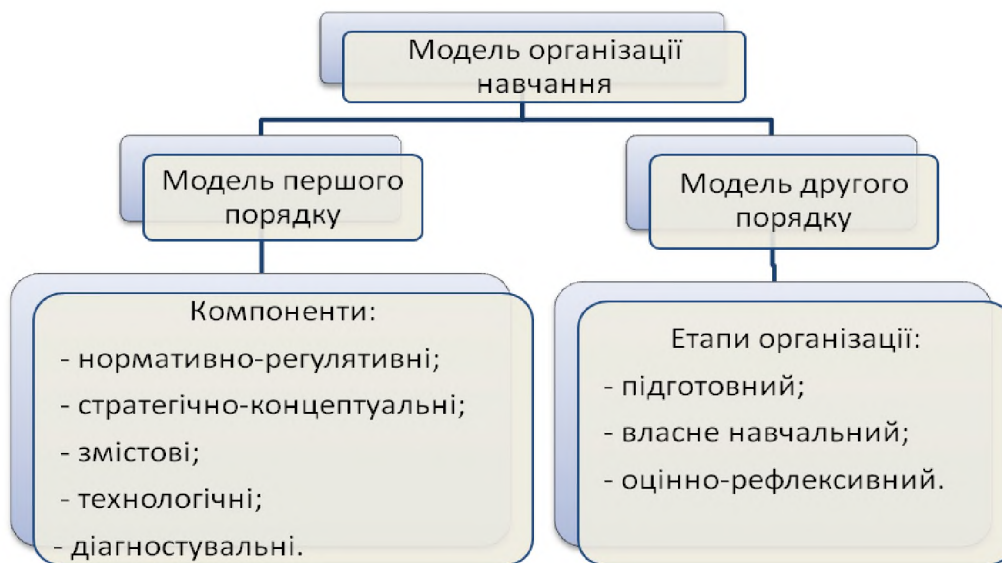 Модель організації
навчання
Модель першого
порядку
Модель другого
порядку
Компоненти:
- нормативно-регулятивні;
- стратегічно-концептуальні;
- змістові;
- технологічні;
- діагностувальні.
Етапи організації:
- підготовний;
- власне навчальний;
- оцінно-рефлексивний.